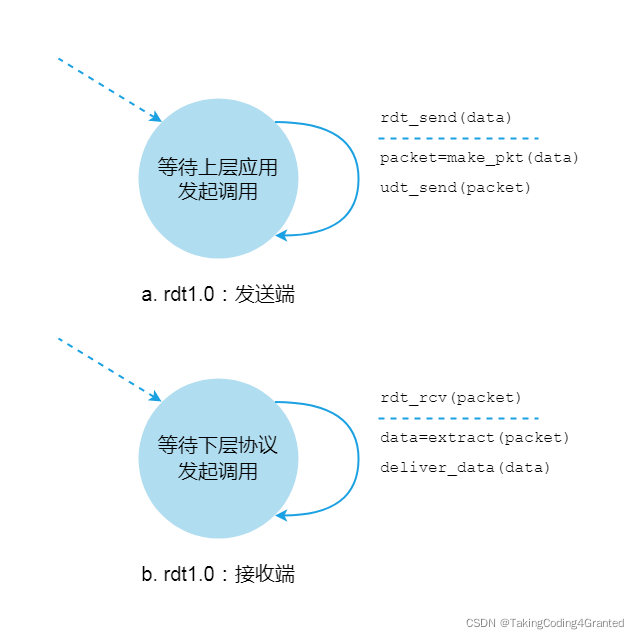 等待上层应用
发起调用
rdt_send(data)
packet=make_pkt(data)
udt_send(packet)
a. rdt1.0：发送端
等待下层协议
发起调用
rdt_rcv(packet)
data=extract(packet)
deliver_data(data)
b. rdt1.0：接收端
CSDN @TakingCoding4Granted